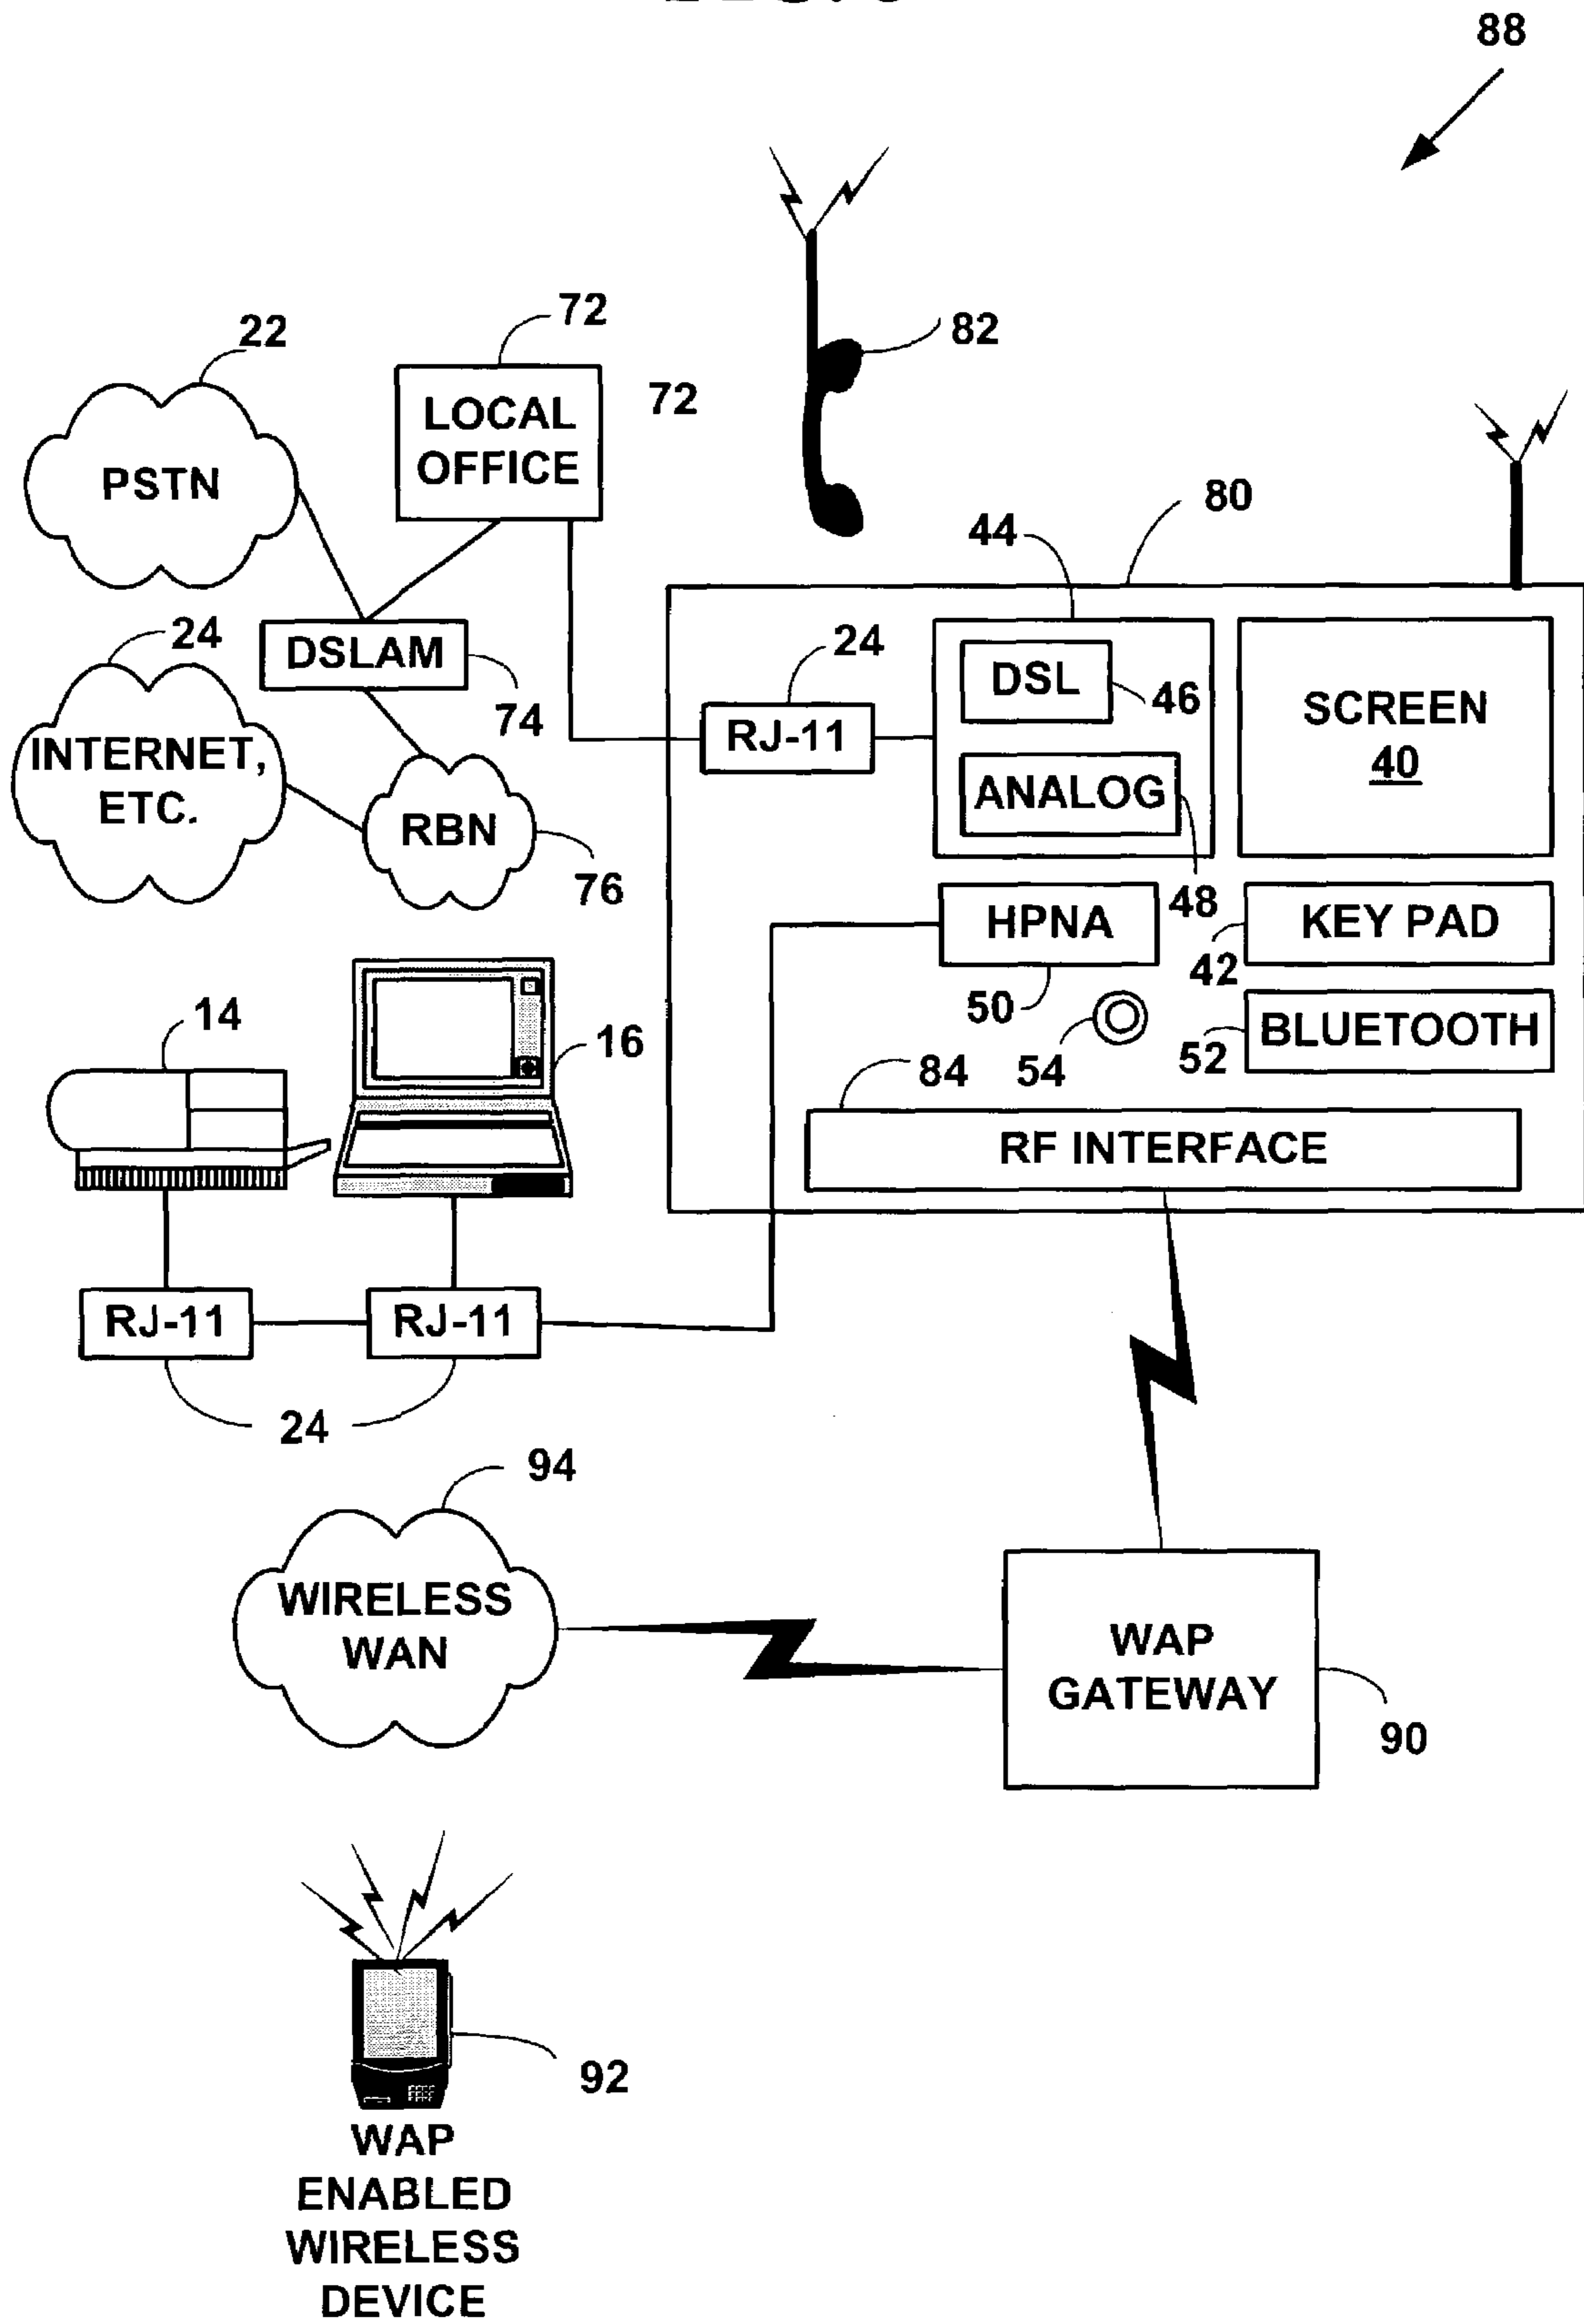 88
72
82
22
LOCAL
OFFICE
72
PSTN
80
44
24
DSLAM
24
DSL
46
SCREEN
40
74
RJ-11
INTERNET,
ETC.
ANALOG
RBN
76
48
HPNA
KEY PAD
42
50
14
16
54
52
BLUETOOTH
84
RF INTERFACE
RJ-11
RJ-11
24
94
WIRELESS
WAN
WAP
GATEWAY
90
92
WAP
ENABLED
WIRELESS
DEVICE